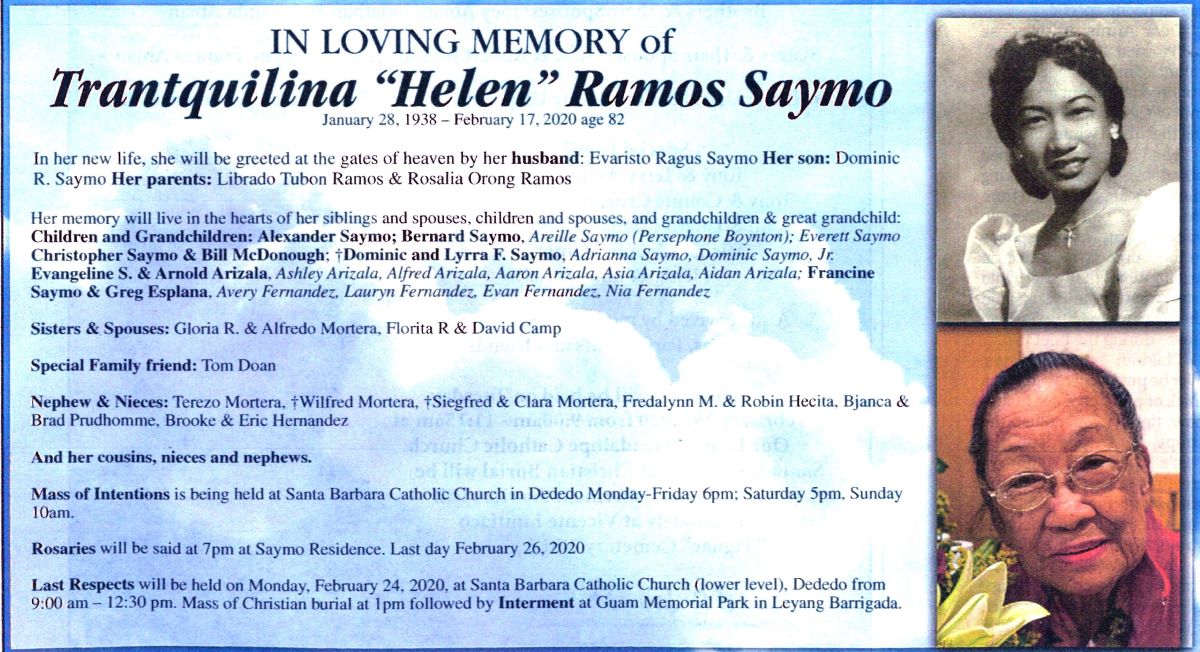 IN LOVING MEMORY of
Trantquilina “Helen” Ramos Saymo
January 28, 1938 – February 17, 2020 age 82
In her new life, she will be greeted at the gates of heaven by her husband: Evaristo Ragus Saymo Her son: Dominic
R. Saymo Her parents: Librado Tubon Ramos & Rosalia Orong Ramos
Her memory will live in the hearts of her siblings and spouses, children and spouses, and grandchildren & great grandchild:
Children and Grandchildren: Alexander Saymo; Bernard Saymo, Areille Saymo (Persephone Boynton); Everett Saymo
Christopher Saymo & Bill McDonough; †Dominic and Lyrra F. Saymo, Adrianna Saymo, Dominic Saymo, Jr.
Evangeline S. & Arnold Arizala, Ashley Arizala, Alfred Arizala, Aaron Arizala, Asia Arizala, Aidan Arizala; Francine
Saymo & Greg Esplana, Avery Fernandez, Lauryn Fernandez, Evan Fernandez, Nia Fernandez
Sisters & Spouses: Gloria R. & Alfredo Mortera, Florita R & David Camp
Special Family friend: Tom Doan
Nephew & Nieces: Terezo Mortera, †Wilfred Mortera, †Siegfred & Clara Mortera, Fredalynn M. & Robin Hecita, Bjanca &
Brad Prudhomme, Brooke & Eric Hernandez
And her cousins, nieces and nephews.
Mass of Intentions is being held at Santa Barbara Catholic Church in Dededo Monday-Friday 6pm; Saturday 5pm, Sunday
10am.
Rosaries will be said at 7pm at Saymo Residence. Last day February 26, 2020
Last Respects will be held on Monday, February 24, 2020, at Santa Barbara Catholic Church (lower level), Dededo from
9:00 am – 12:30 pm. Mass of Christian burial at 1pm followed by Interment at Guam Memorial Park in Leyang Barrigada.